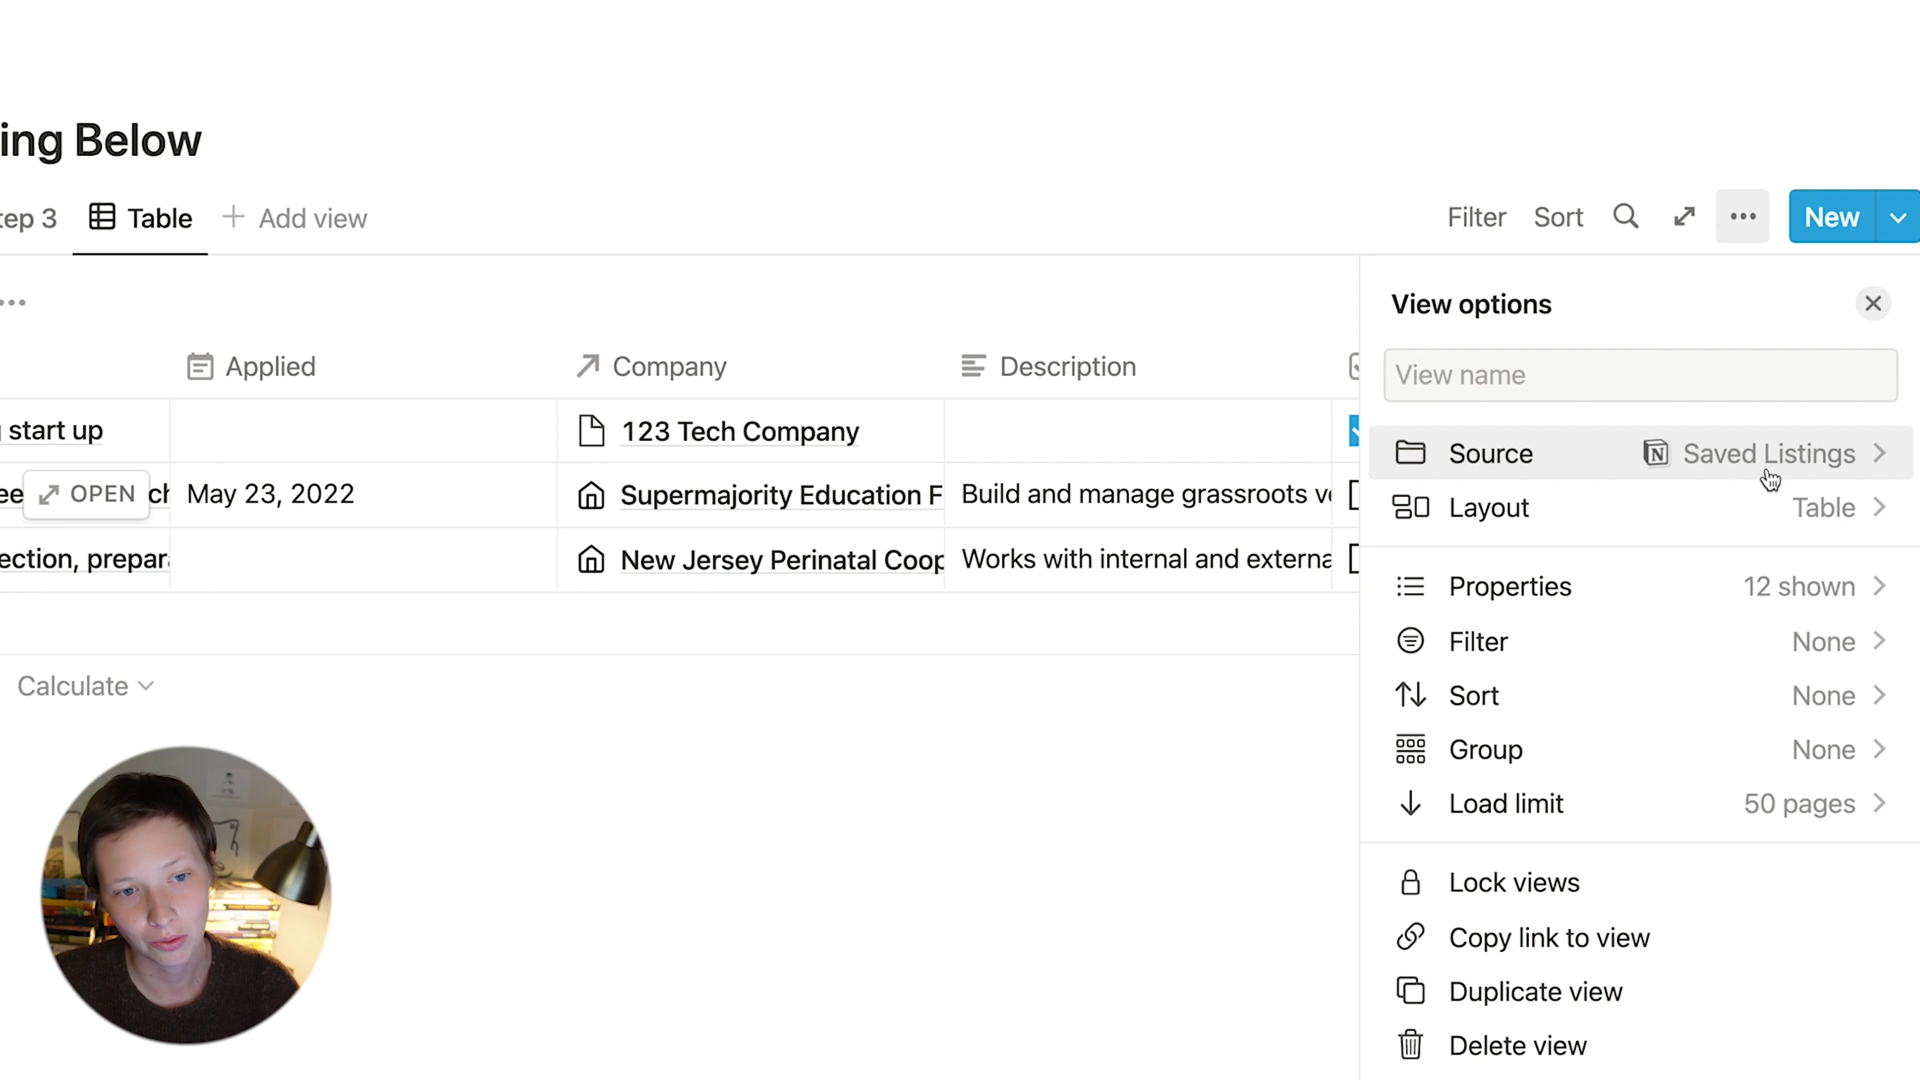 ing Below
tep 3
Table
Add view
Filter
Sort
New
View options
View name
Applied
Company
Description
start up
123 Tech Company
OPEN
ch
May 23, 2022
Supermajority Education F
Build and manage grassroots v
ection, prepar
New Jersey Perinatal Coop
Works with internal and externa
Calculate
Source
Saved Listings
Layout
Table
Properties
12 shown
Filter
None
Sort
None
Group
None
Load limit
50 pages
Lock views
Copy link to view
Duplicate view
Delete view